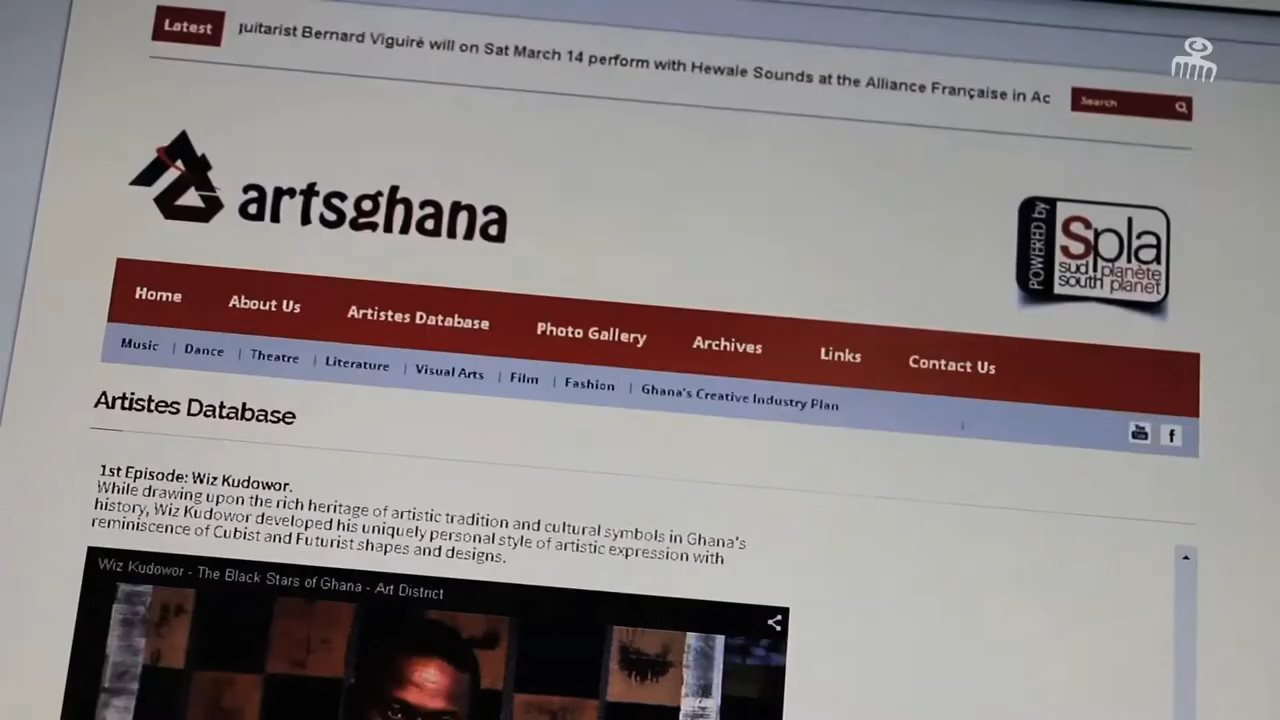 Latest
guitarist Bernard Viguiré will on Sat March 14 perform with Hewale Sounds at the Alliance Française in Ac
Search
artsghana
POWERED by
Spla
sud planète
south planet
Home
About Us
Artistes Database
Photo Gallery
Archives
Links
Contact Us
Music | Dance | Theatre | Literature | Visual Arts | Film | Fashion | Ghana's Creative Industry Plan
You Tube
f
Artistes Database
1st Episode: Wiz Kudowor.
While drawing upon the rich heritage of artistic tradition and cultural symbols in Ghana's
history, Wiz Kudowor developed his uniquely personal style of artistic expression with
reminiscence of Cubist and Futurist shapes and designs.
Wiz Kudowor - The Black Stars of Ghana - Art District